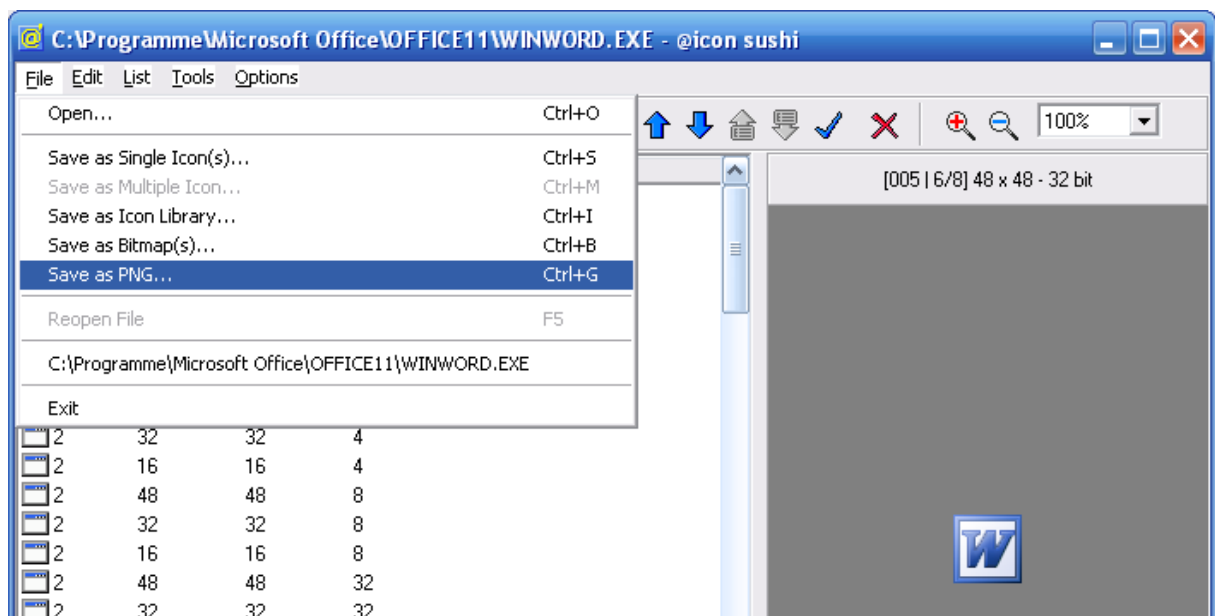 C:\Programme\Microsoft Office\OFFICE11\WINWORD.EXE - @icon sushi
File Edit List Tools Options
Open... Ctrl+O
100%
Save as Single Icon(s)... Ctrl+S
[005 | 6/8] 48 x 48 - 32 bit
Save as Multiple Icon... Ctrl+M
Save as Icon Library... Ctrl+I
Save as Bitmap(s)... Ctrl+B
Save as PNG... Ctrl+G
Reopen File F5
C:\Programme\Microsoft Office\OFFICE11\WINWORD.EXE
Exit
2 32 32 4
2 16 16 4
2 48 48 8
2 32 32 8
2 16 16 8
2 48 48 32
2 32 32 32
W